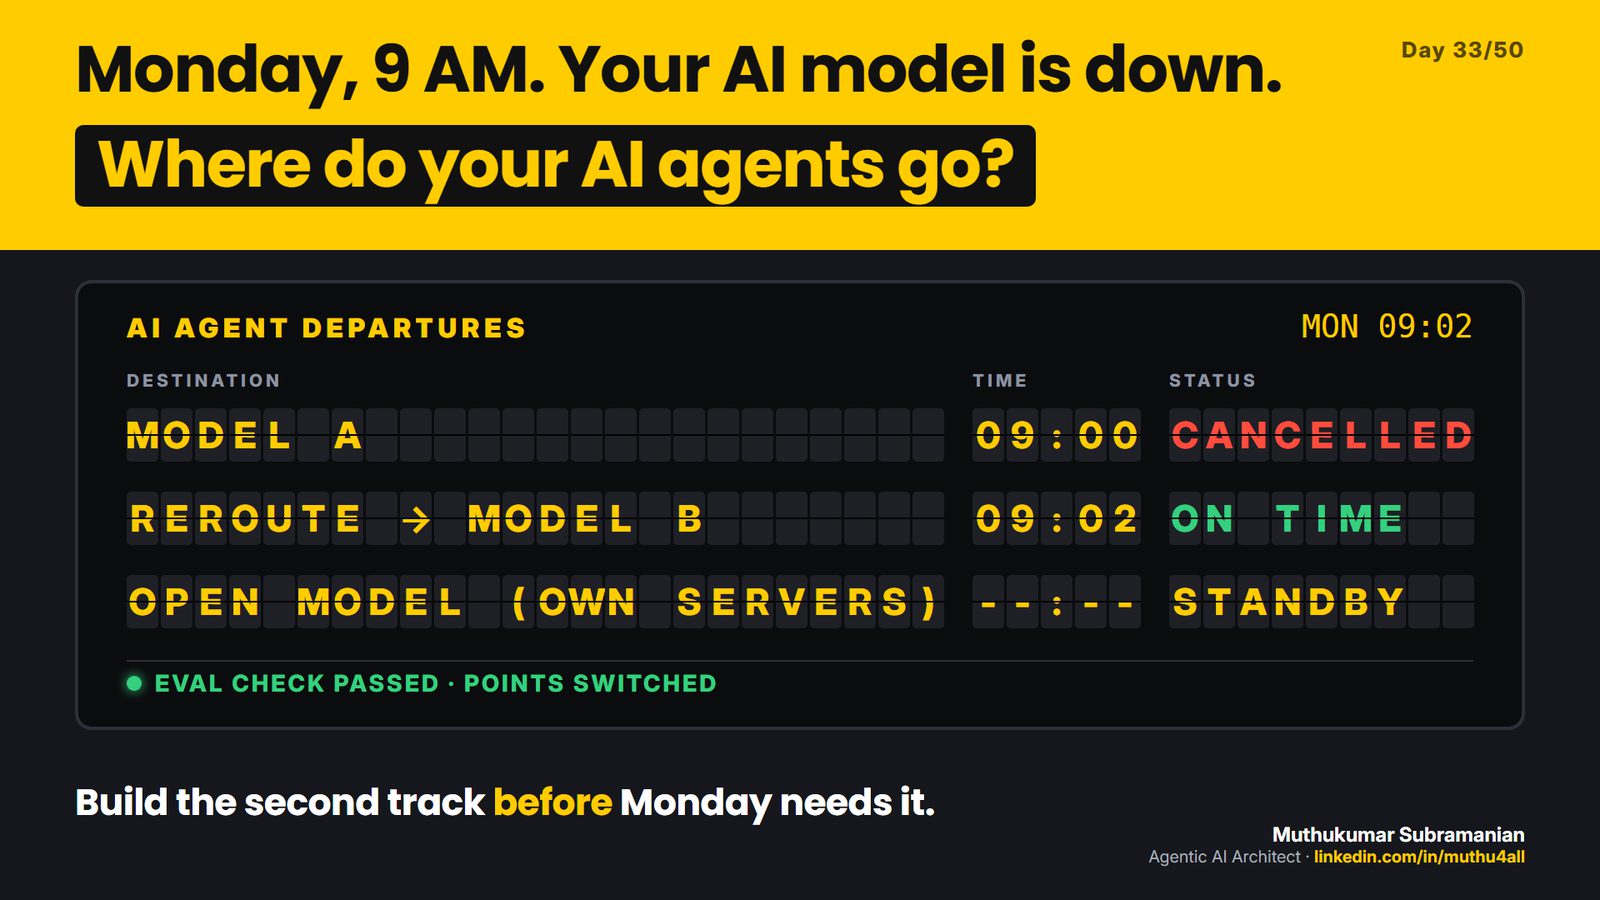 Monday, 9 AM. Your AI model is down.
Day 33/50
Where do your AI agents go?
AI AGENT DEPARTURES
MON 09:02
DESTINATION TIME STATUS
MODEL A 09:00 CANCELLED
REROUTE → MODEL B 09:02 ON TIME
OPEN MODEL (OWN SERVERS) --:-- STANDBY
EVAL CHECK PASSED · POINTS SWITCHED
Build the second track before Monday needs it.
Muthukumar Subramanian
Agentic AI Architect · linkedin.com/in/muthu4all